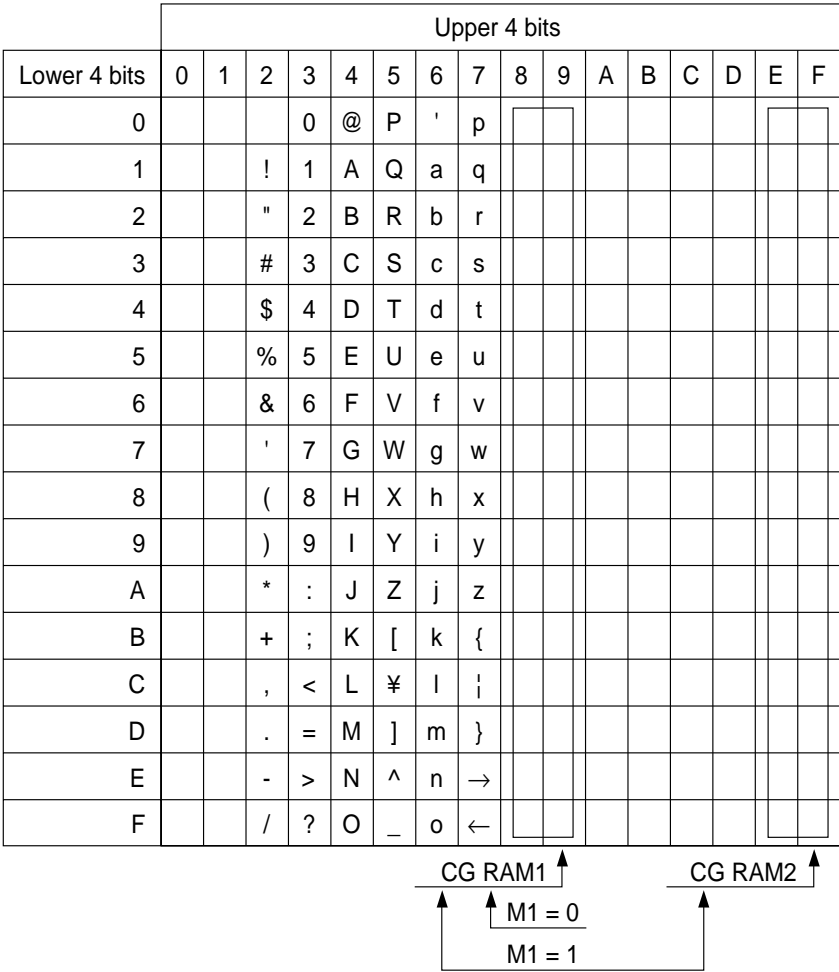 Upper 4 bits
Lower 4 bits 0 1 2 3 4 5 6 7 8 9 A B C D E F
0 0 @ P ' p
1 ! 1 A Q a q
2 " 2 B R b r
3 # 3 C S c s
4 $ 4 D T d t
5 % 5 E U e u
6 & 6 F V f v
7 ' 7 G W g w
8 ( 8 H X h x
9 ) 9 I Y i y
A * : J Z j z
B + ; K [ k {
C , < L ¥ l ¦
D . = M ] m }
E - > N ^ n →
F / ? O _ o ←
CG RAM1 CG RAM2
M1 = 0
M1 = 1